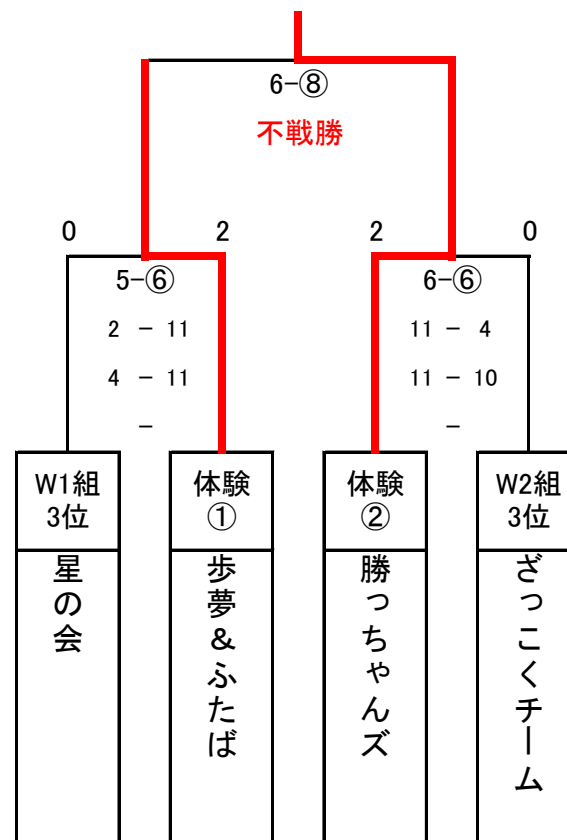 6-⑧
不戦勝
0 2 2 0
5-⑥ 6-⑥
2 - 11 11 - 4
4 - 11 11 - 10
- -
W1組 体験 体験 W2組
3位 ① ② 3位
星の会
歩夢&ふたば
勝っちゃんズ
ざっこくチーム